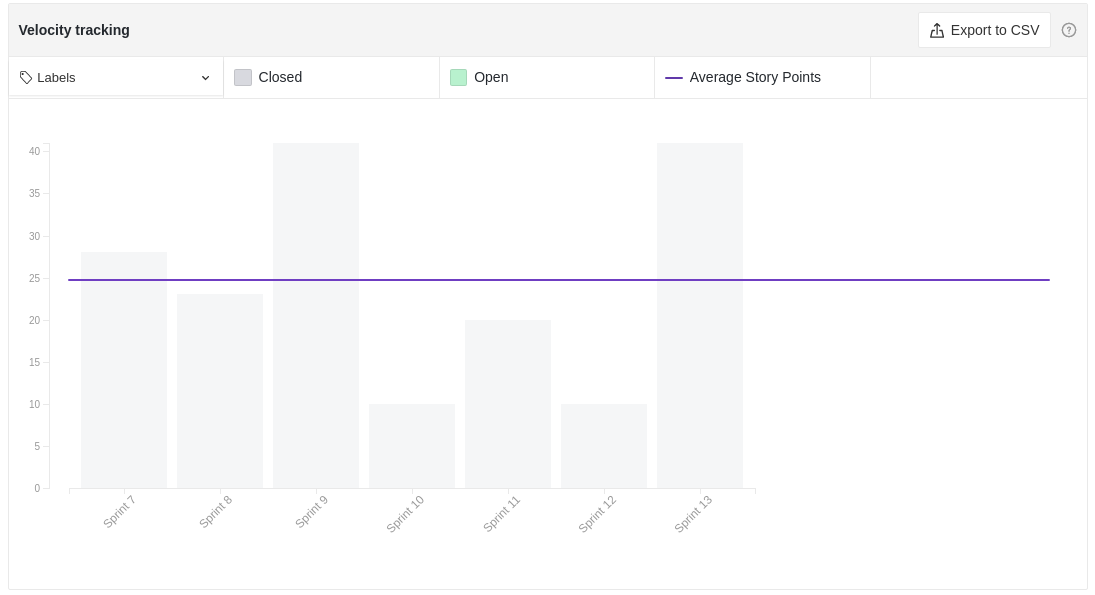 Velocity tracking
Export to CSV
?
Labels
Closed
Open
Average Story Points
40
35
30
25
20
15
10
5
0
Sprint 7
Sprint 8
Sprint 9
Sprint 10
Sprint 11
Sprint 12
Sprint 13